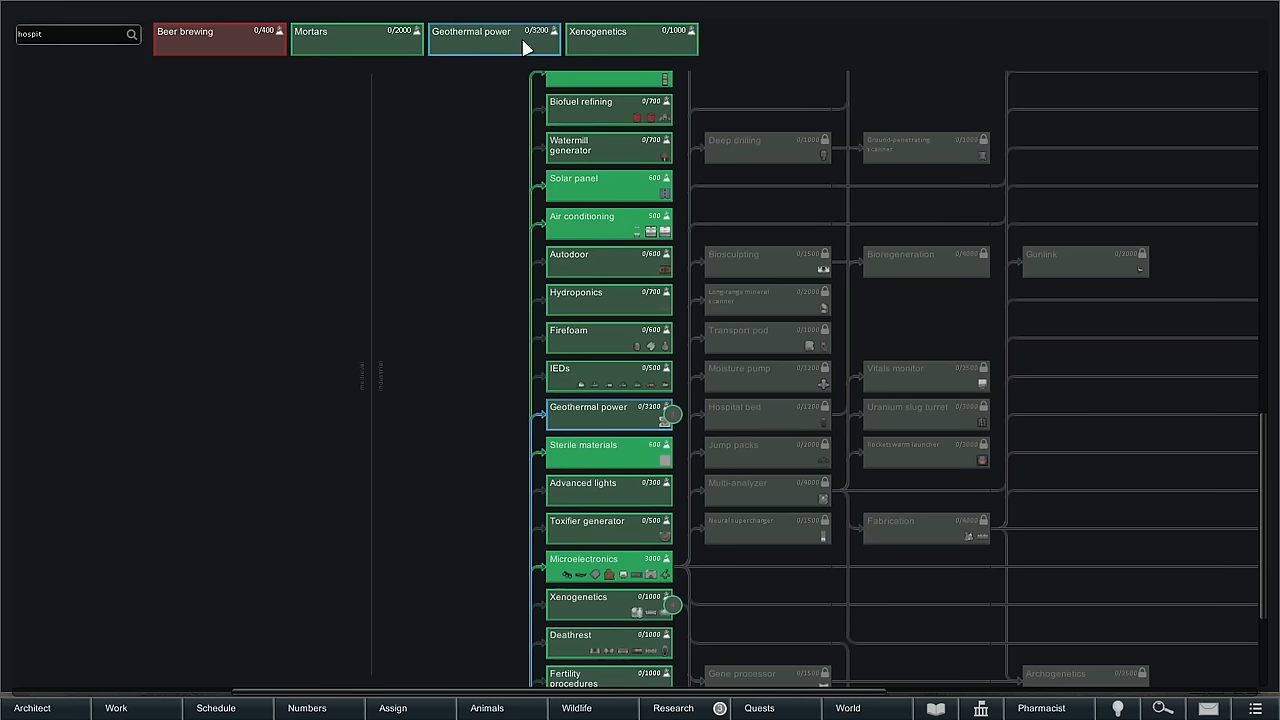 hospit
Beer brewing 0/400
Mortars 0/2000
Geothermal power 0/3200
Xenogenetics 0/1000
Biofuel refining 0/700
Watermill generator 0/700
Deep drilling 0/1000
Ground-penetrating scanner 0/1000
Solar panel 600
Air conditioning 500
Autodoor 0/600
Biosculpting 0/1500
Bioregeneration 0/4000
Gunlink 0/2000
Hydroponics 0/700
Long-range mineral scanner 0/2000
Firefoam 0/600
Transport pod 0/1000
IEDs 0/500
Moisture pump 0/1200
Vitals monitor 0/2500
Geothermal power 0/3200
Hospital bed 0/1200
Uranium slug turret 0/3000
Sterile materials 600
Jump packs 0/2000
Rocketswarm launcher 0/2000
Advanced lights 0/300
Multi-analyzer 0/4000
Toxifier generator 0/500
Neural supercharger 0/1500
Fabrication 0/4000
Microelectronics 3000
Xenogenetics 0/1000
Deathrest 0/1000
Fertility procedures 0/1000
Gene processor 0/1500
Archogenetics 0/2500
medieval
industrial
Architect
Work
Schedule
Numbers
Assign
Animals
Wildlife
Research 3
Quests
World
Pharmacist